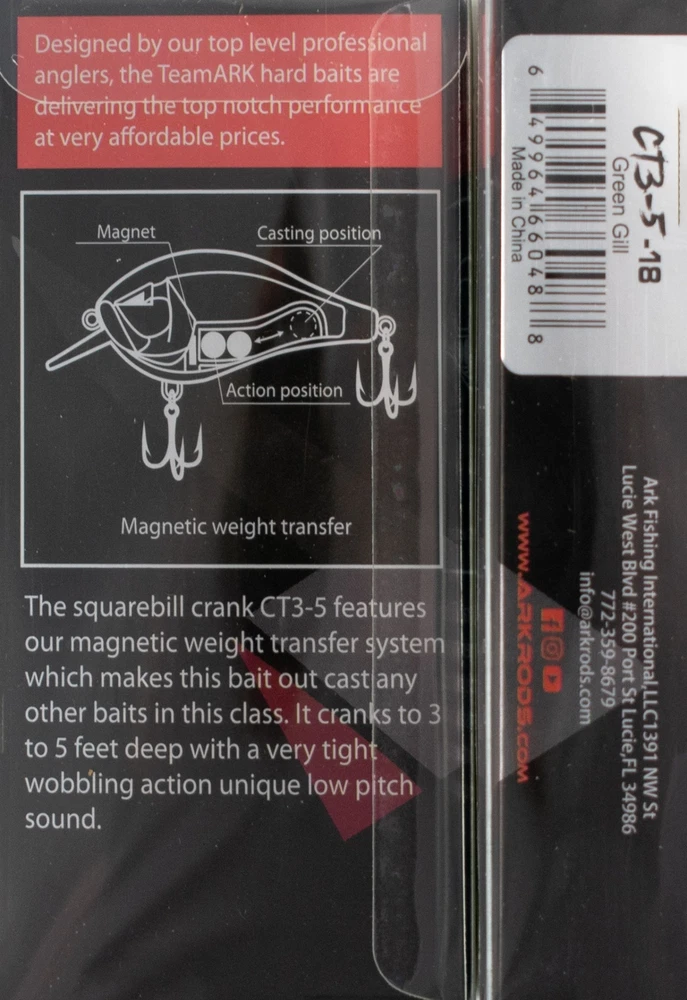 Designed by our top level professional
anglers, the TeamARK hard baits are
delivering the top notch performance
at very affordable prices.
Magnet
Casting position
Action position
Magnetic weight transfer
The squarebill crank CT3-5 features
our magnetic weight transfer system
which makes this bait out cast any
other baits in this class. It cranks to 3
to 5 feet deep with a very tight
wobbling action unique low pitch
sound.
CT3-5-1B
Green Gill
6 49964 66048 8
Made in China
Ark Fishing International,LLC1391 NW St
Lucie West Blvd #200 Port St Lucie,FL 34986
772-359-8679
info@arkrods.com
WWW.ARKRODS.COM